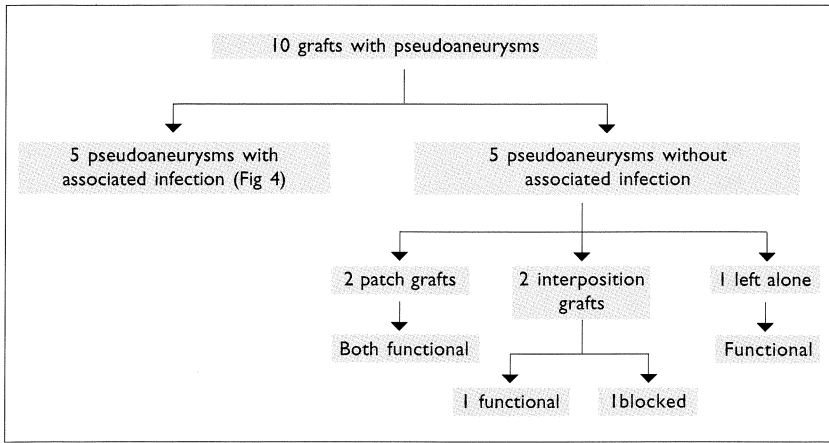 10 grafts with pseudoaneurysms
5 pseudoaneurysms with
associated infection (Fig 4)
5 pseudoaneurysms without
associated infection
2 patch grafts
2 interposition
grafts
1 left alone
Both functional
Functional
1 functional
1blocked